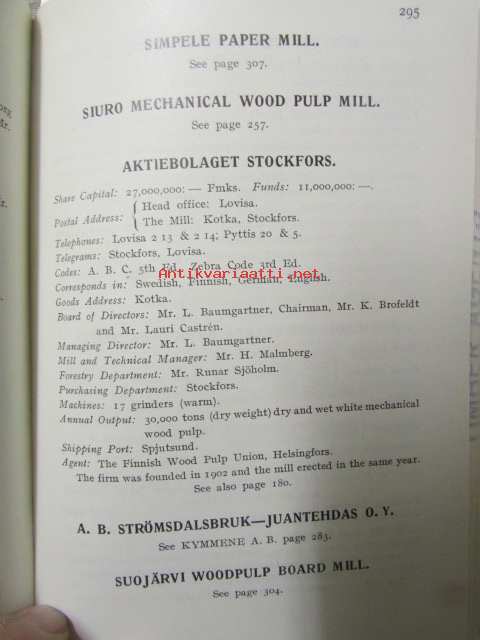 295
SIMPELE PAPER MILL.
See page 307.
SIURO MECHANICAL WOOD PULP MILL.
See page 257.
AKTIEBOLAGET STOCKFORS.
Share Capital: 27,000,000: — Fmks. Funds: 11,000,000: —.
Postal Address: { Head office: Lovisa.
The Mill: Kotka, Stockfors.
Telephones: Lovisa 2 13 & 2 14; Pyttis 20 & 5.
Telegrams: Stockfors, Lovisa.
Codes: A. B. C. 5th Ed. Zebra Code 3rd Ed.
Antikvariaatti.net
Corresponds in: Swedish, Finnish, German, English.
Goods Address: Kotka.
Board of Directors: Mr. L. Baumgartner, Chairman, Mr. K. Brofeldt
and Mr. Lauri Castrén.
Managing Director: Mr. L. Baumgartner.
Mill and Technical Manager: Mr. H. Malmberg.
Forestry Department: Mr. Runar Sjöholm.
Purchasing Department: Stockfors.
Machines: 17 grinders (warm).
Annual Output: 30,000 tons (dry weight) dry and wet white mechanical
wood pulp.
Shipping Port: Spjutsund.
Agent: The Finnish Wood Pulp Union, Helsingfors.
The firm was founded in 1902 and the mill erected in the same year.
See also page 180.
A. B. STRÖMSDALSBRUK—JUANTEHDAS O. Y.
See KYMMENE A. B. page 283.
SUOJÄRVI WOODPULP BOARD MILL.
See page 304.